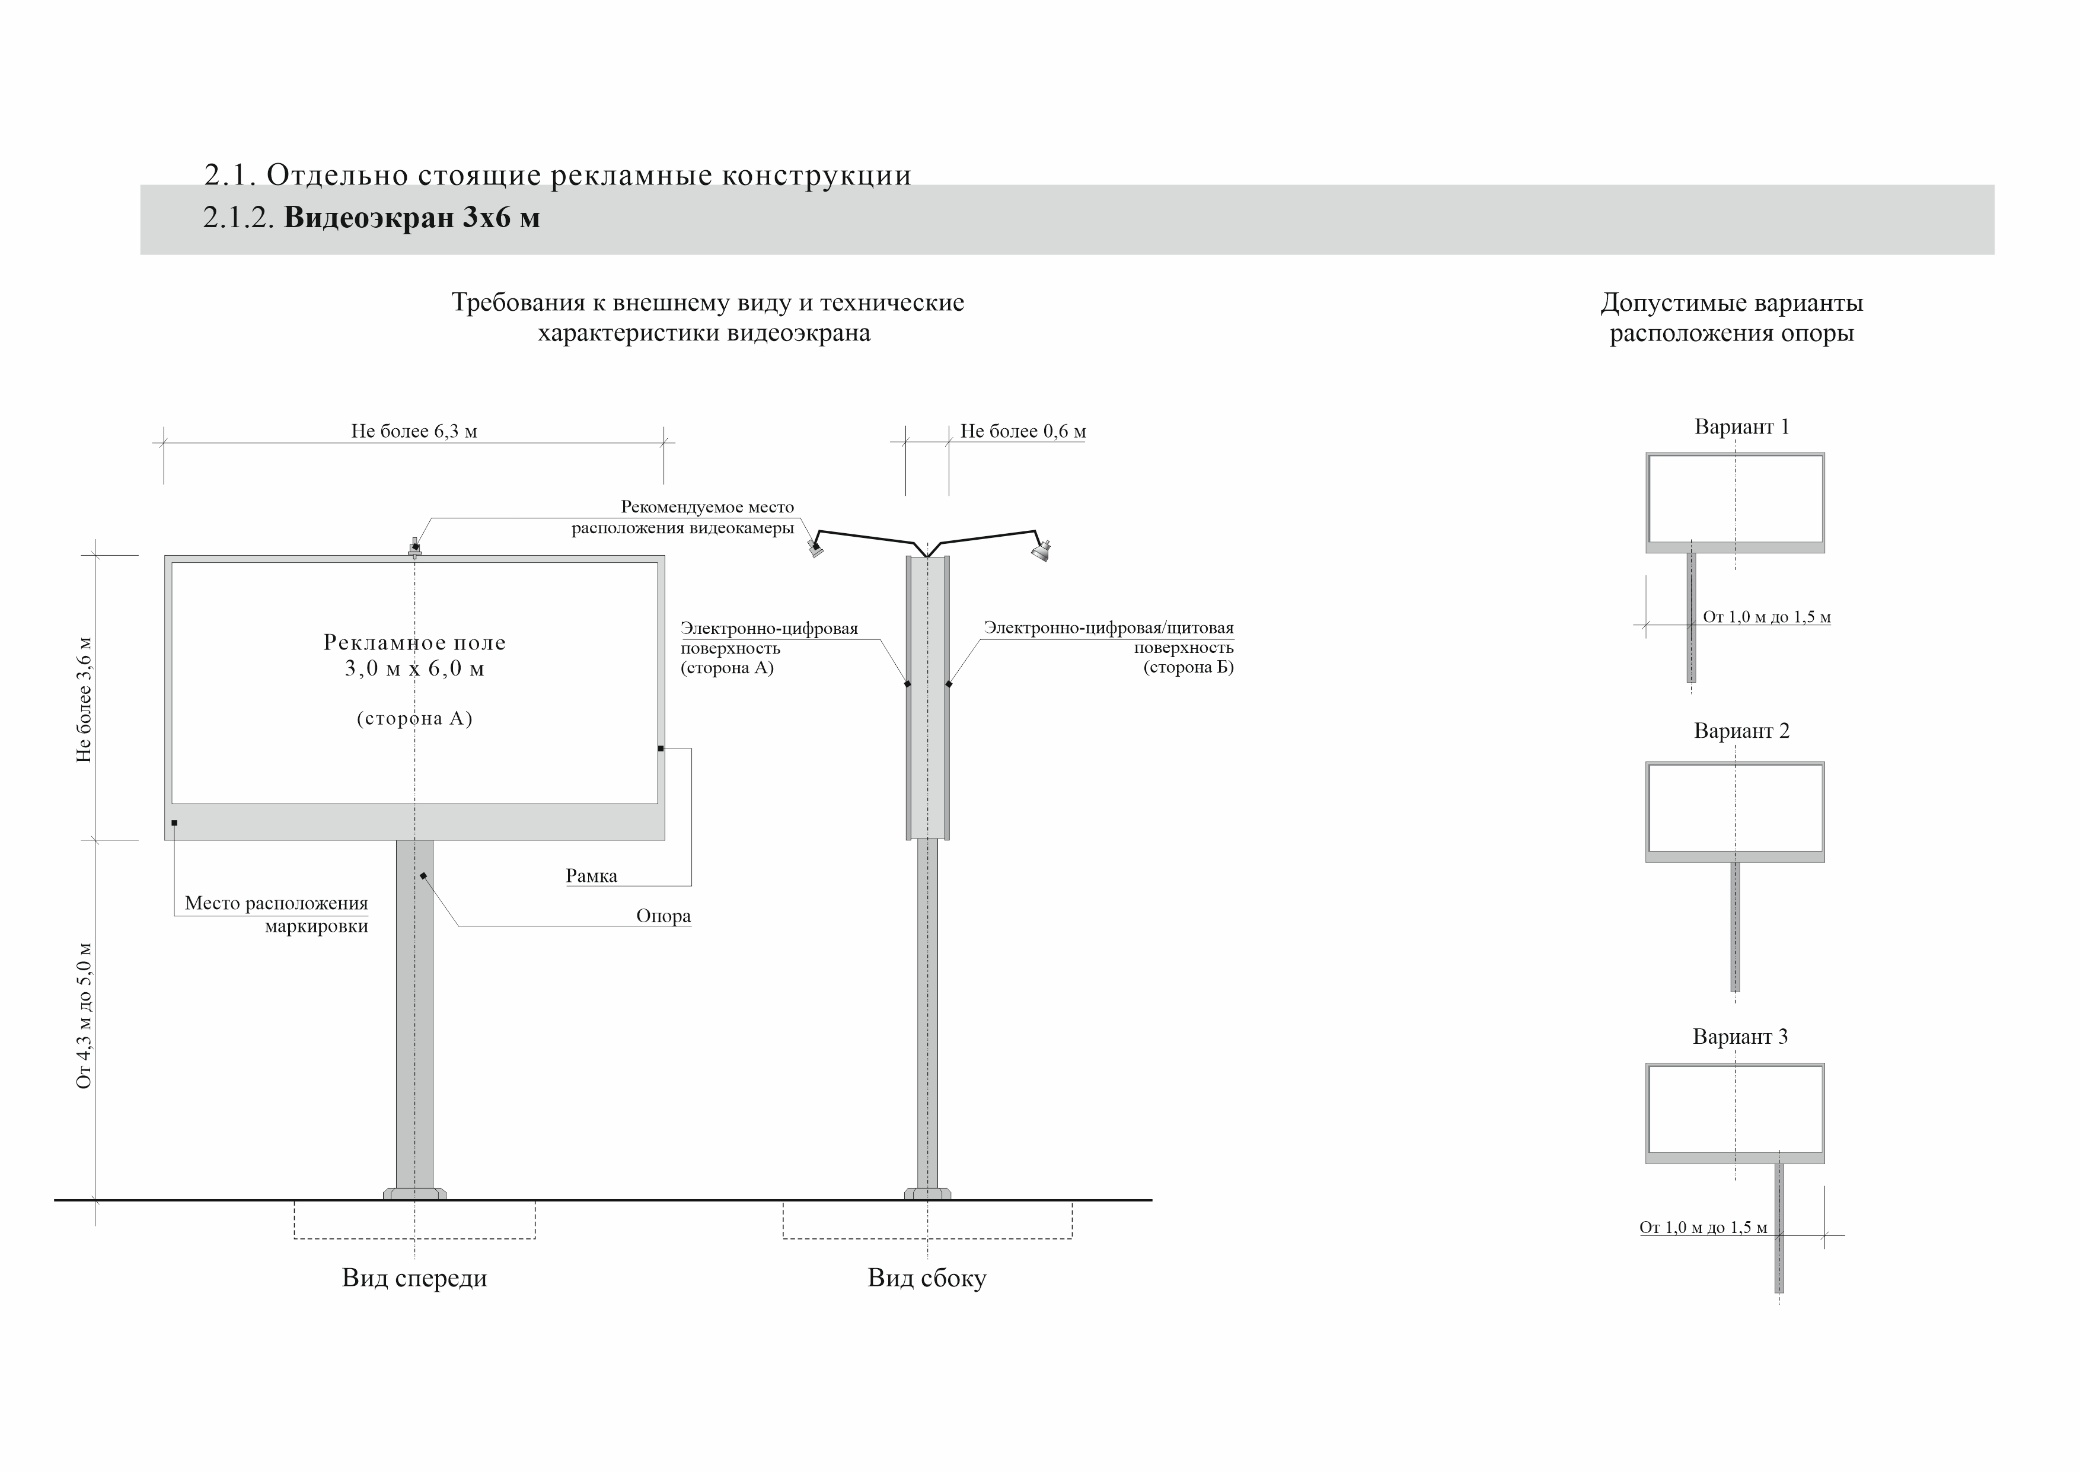 2.1. Отдельно стоящие рекламные конструкции
2.1.2. Видеоэкран 3х6 м
Требования к внешнему виду и технические
характеристики видеоэкрана
Допустимые варианты
расположения опоры
Не более 6,3 м
Не более 0,6 м
Рекомендуемое место
расположения видеокамеры
Не более 3,6 м
Рекламное поле
3,0 м х 6,0 м
(сторона А)
Электронно-цифровая
поверхность
(сторона А)
Электронно-цифровая/щитовая
поверхность
(сторона Б)
Рамка
Место расположения
маркировки
Опора
От 4,3 м до 5,0 м
Вид спереди
Вид сбоку
Вариант 1
От 1,0 м до 1,5 м
Вариант 2
Вариант 3
От 1,0 м до 1,5 м